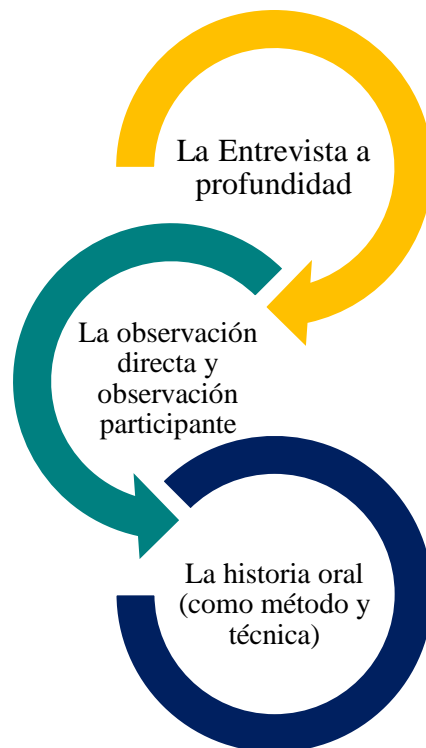 La Entrevista a
profundidad
La observación
directa y
observación
participante
La historia oral
(como método y
técnica)